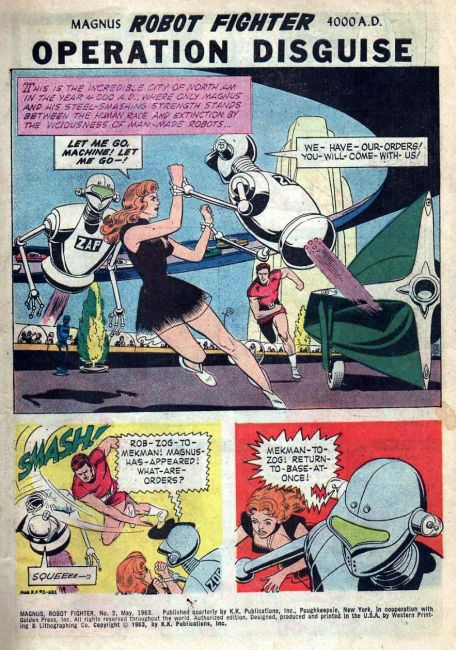 MAGNUS ROBOT FIGHTER 4000 A.D.
OPERATION DISGUISE
THIS IS THE INCREDIBLE CITY OF NORTH AM
IN THE YEAR 4000 A.D., WHERE ONLY MAGNUS
AND HIS STEEL-SMASHING STRENGTH STANDS
BETWEEN THE HUMAN RACE AND EXTINCTION BY
THE VICIOUSNESS OF MAN-MADE ROBOTS...
LET ME GO,
MACHINE! LET
ME GO—!
WE - HAVE - OUR - ORDERS!
YOU - WILL - COME - WITH - US!
ZAP
ZAP
SMASH!
ROB-ZOG-TO-
MEKMAN! MAGNUS-
HAS-APPEARED!
WHAT-ARE-
ORDERS?
SQUEEEE—
ZAP
MEKMAN-TO-
ZOG! RETURN-
TO-BASE-AT-
ONCE!
MAGNUS, ROBOT FIGHTER, No. 2, May, 1963. Published quarterly by K.K. Publications, Inc., Poughkeepsie, New York, in cooperation with
Golden Press, Inc. All rights reserved throughout the world. Authorized edition. Designed, produced and printed in the U.S.A. by Western Print-
ing & Lithographing Co. Copyright © 1963, by K.K. Publications, Inc.